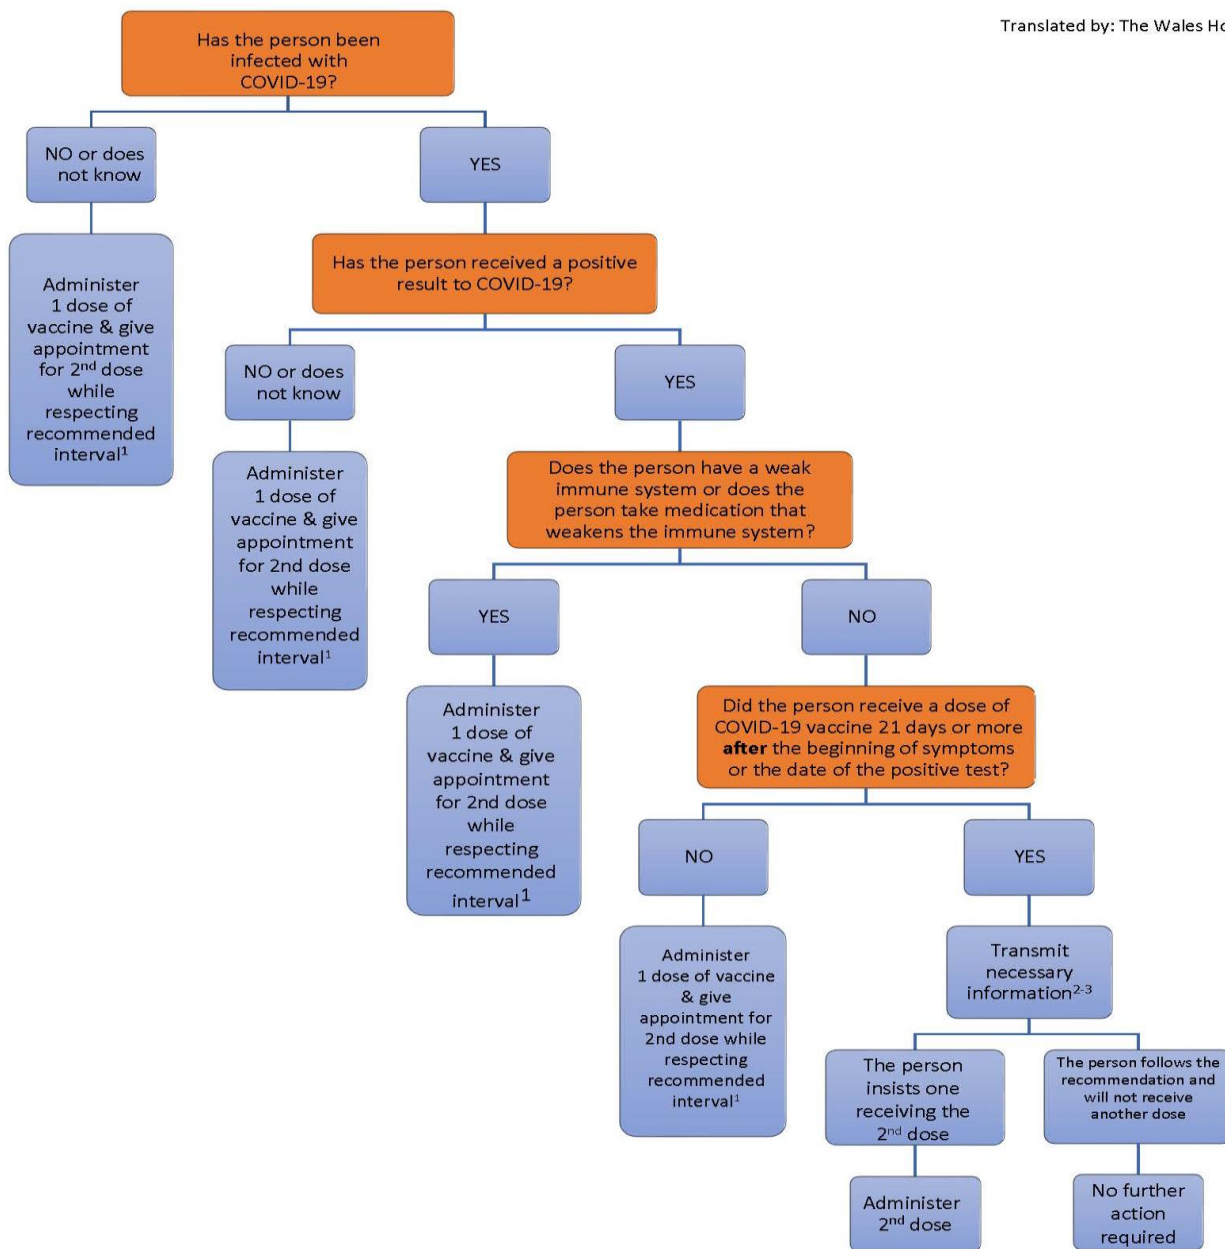 Translated by: The Wales Ho
Has the person been
infected with
COVID-19?
NO or does
not know
YES
Administer
1 dose of
vaccine & give
appointment
for 2nd dose
while
respecting
recommended
interval1
Has the person received a positive
result to COVID-19?
NO or does
not know
YES
Administer
1 dose of
vaccine & give
appointment
for 2nd dose
while
respecting
recommended
interval1
Does the person have a weak
immune system or does the
person take medication that
weakens the immune system?
YES
NO
Administer
1 dose of
vaccine & give
appointment
for 2nd dose
while
respecting
recommended
interval1
Did the person receive a dose of
COVID-19 vaccine 21 days or more
after the beginning of symptoms
or the date of the positive test?
NO
YES
Administer
1 dose of vaccine
& give
appointment for
2nd dose while
respecting
recommended
interval1
Transmit
necessary
information2-3
The person
insists one
receiving the
2nd dose
The person follows the
recommendation and
will not receive
another dose
Administer
2nd dose
No further
action
required